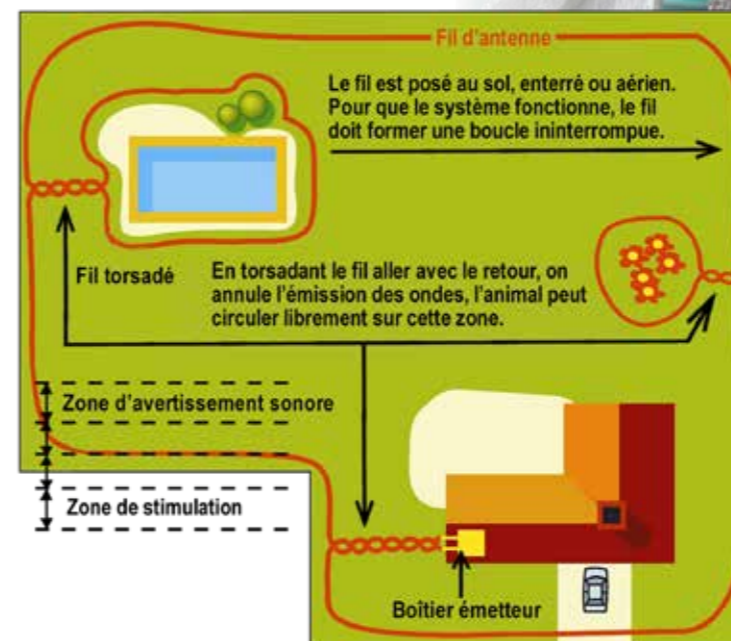 Fil d'antenne
Le fil est posé au sol, enterré ou aérien.
Pour que le système fonctionne, le fil
doit former une boucle ininterrompue.
Fil torsadé
En torsadant le fil aller avec le retour, on
annule l'émission des ondes, l'animal peut
circuler librement sur cette zone.
Zone d'avertissement sonore
Zone de stimulation
Boîtier émetteur